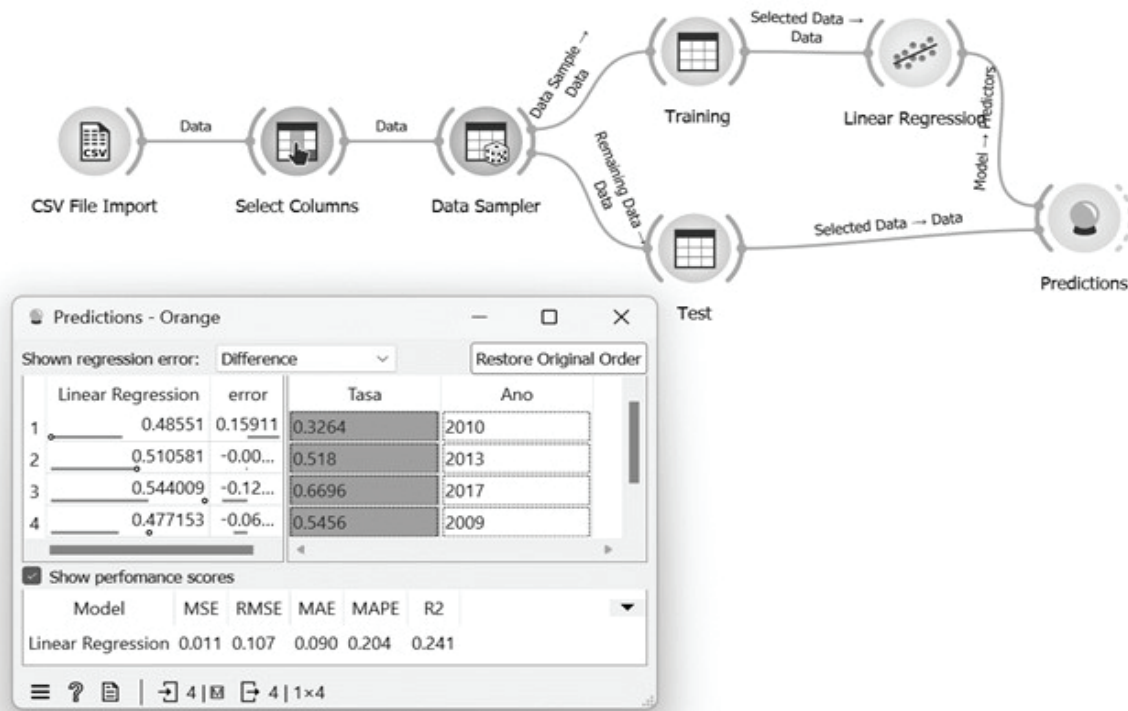 Selected Data →
Data
Data Sample →
Data
Training
Linear Regression
Model → Predictors
Data
Data
CSV
CSV File Import
Select Columns
Data Sampler
Remaining Data →
Data
Selected Data → Data
Predictions
Test
Predictions - Orange
Shown regression error: Difference Restore Original Order
Linear Regression error Tasa Ano
1 0.48551 0.15911 0.3264 2010
2 0.510581 -0.00... 0.518 2013
3 0.544009 -0.12... 0.6696 2017
4 0.477153 -0.06... 0.5456 2009
Show perfomance scores
Model MSE RMSE MAE MAPE R2
Linear Regression 0.011 0.107 0.090 0.204 0.241
? 4 | 4 | 1×4